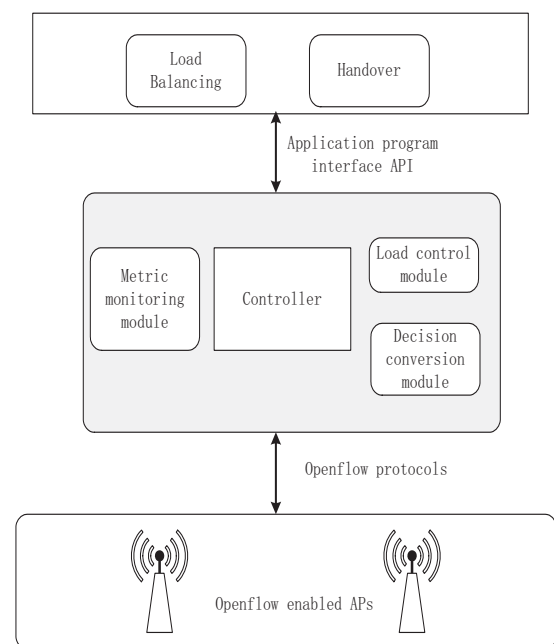 Load
Balancing
Handover
Application program
interface API
Metric
monitoring
module
Controller
Load control
module
Decision
conversion
module
Openflow protocols
Openflow enabled APs